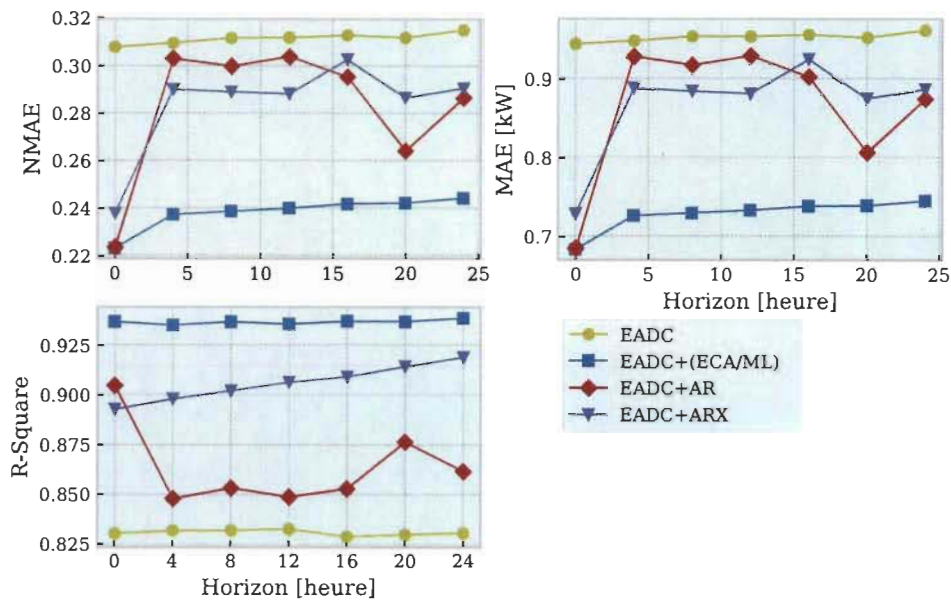 0.32
0.30
0.28
0.26
0.24
0.22
NMAE
0 5 10 15 20 25
0.9
0.8
0.7
MAE [kW]
0 5 10 15 20 25
Horizon [heure]
0.925
0.900
0.875
0.850
0.825
R-Square
0 4 8 12 16 20 24
Horizon [heure]
EADC
EADC+(ECA/ML)
EADC+AR
EADC+ARX